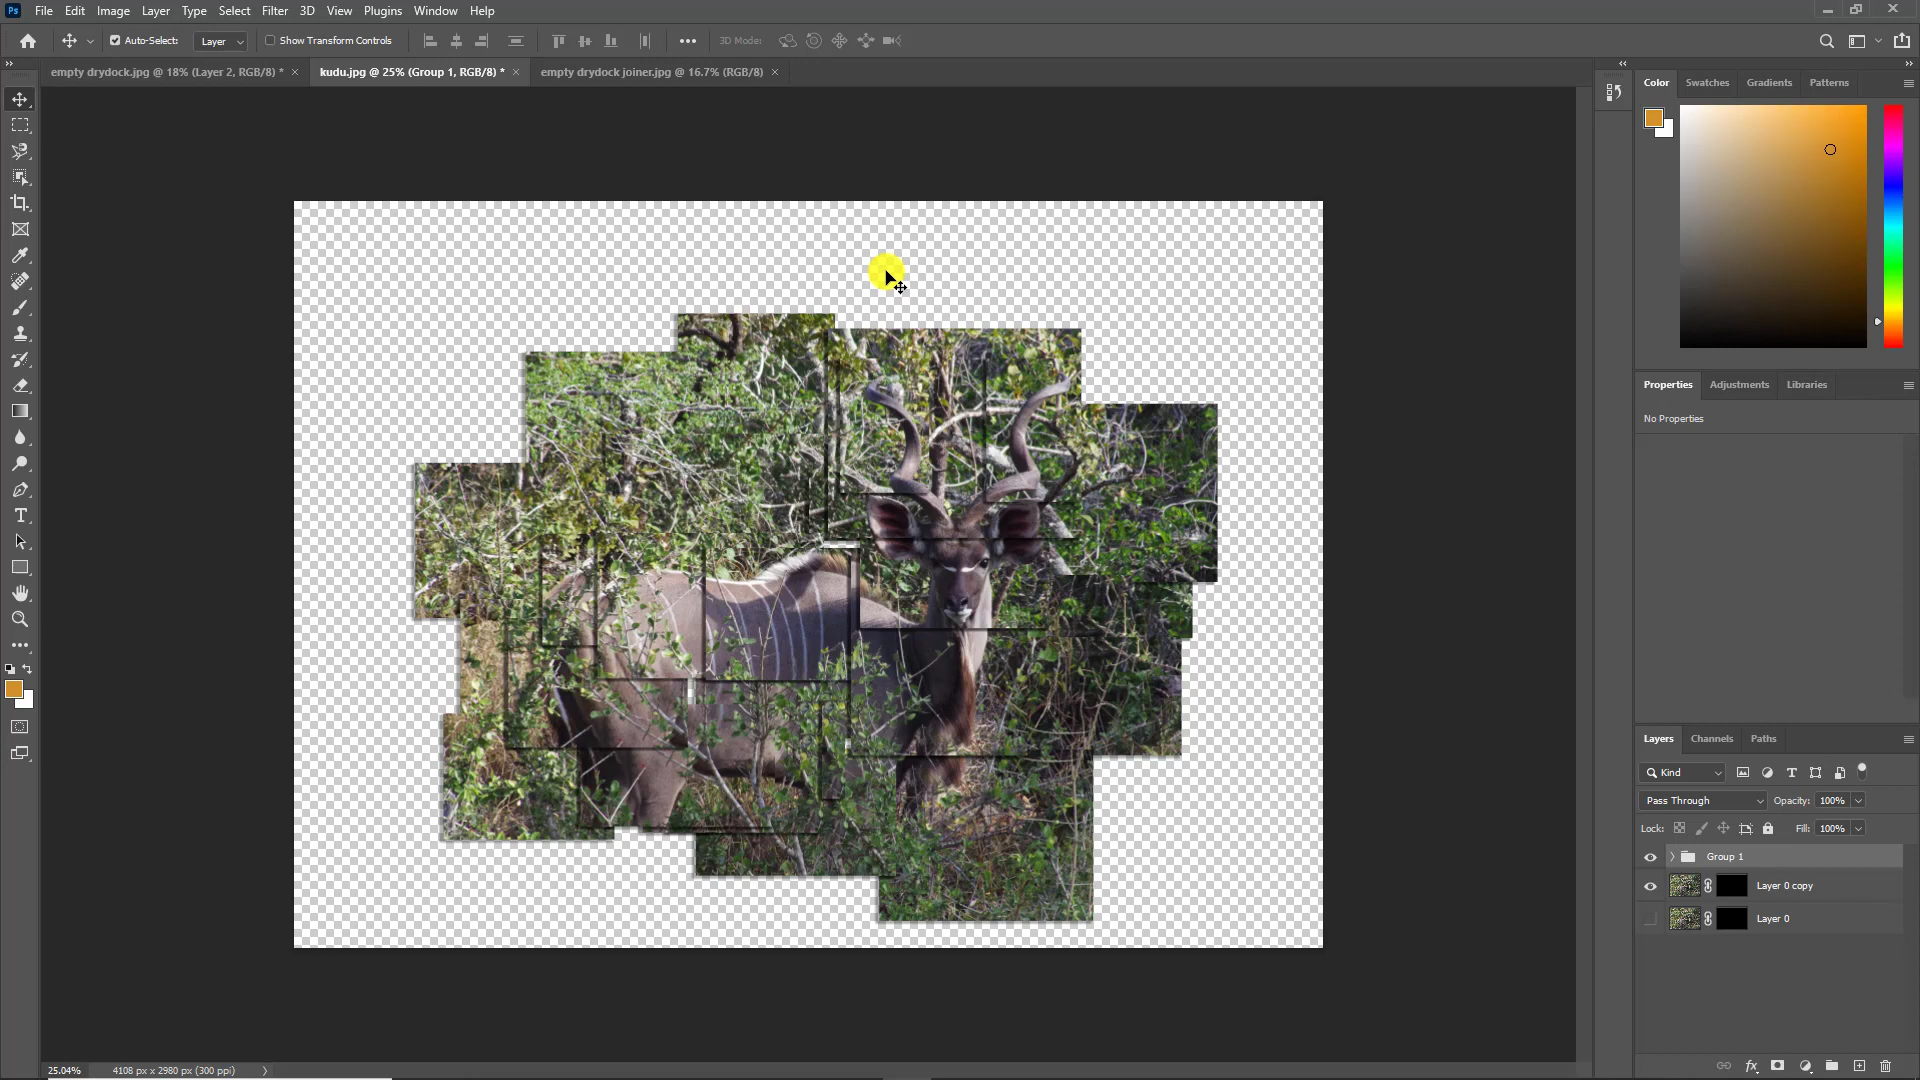 Ps File Edit Image Layer Type Select Filter 3D View Plugins Window Help
Auto-Select: Layer Show Transform Controls 3D Mode:
empty drydock.jpg @ 18% (Layer 2, RGB/8) * kudu.jpg @ 25% (Group 1, RGB/8) * empty drydock joiner.jpg @ 16.7% (RGB/8)
Color Swatches Gradients Patterns
Properties Adjustments Libraries
No Properties
Layers Channels Paths
Kind
Pass Through Opacity: 100%
Lock: Fill: 100%
Group 1
Layer 0 copy
Layer 0
fx
25.04% 4108 px x 2980 px (300 ppi)